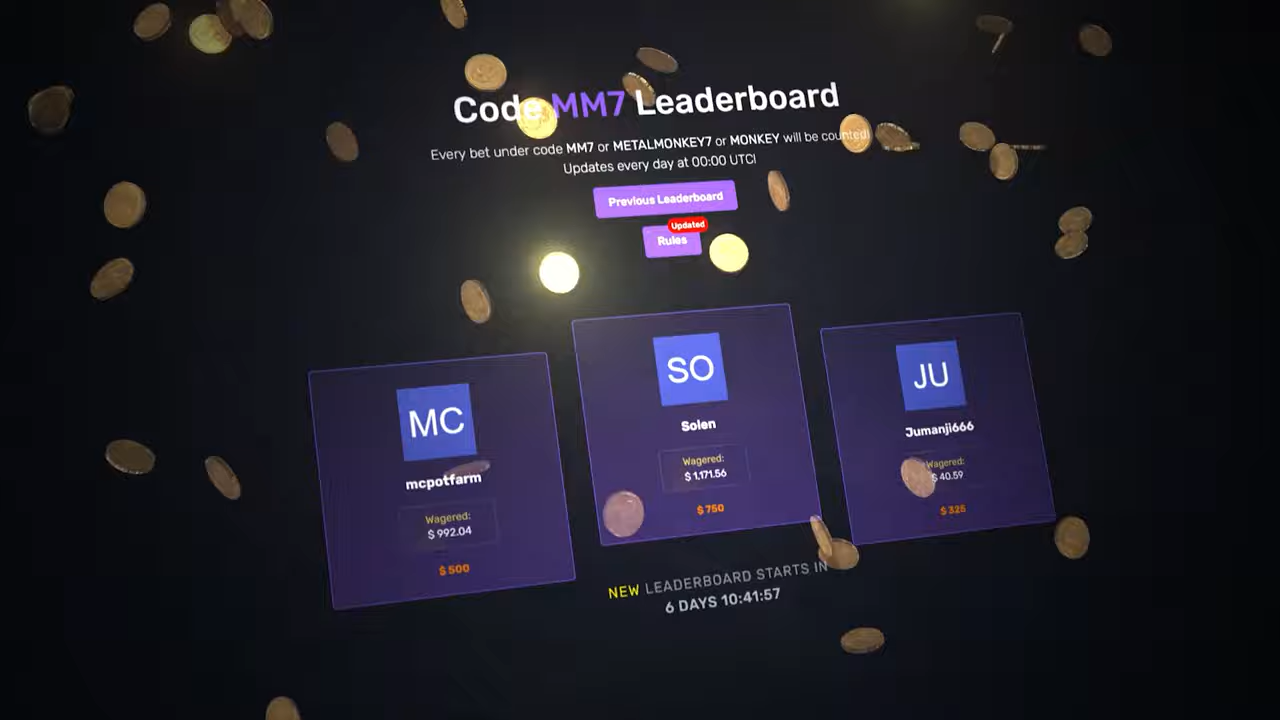 Code MM7 Leaderboard
Every bet under code MM7 or METALMONKEY7 or MONKEY will be counted!
Updates every day at 00:00 UTC!
Previous Leaderboard
Updated
Rules
MC
mcpotfarm
Wagered:
$ 992.04
$ 500
SO
Solen
Wagered:
$ 1,171.56
$ 750
JU
Jumanji666
Wagered:
$ 40.59
$ 325
NEW LEADERBOARD STARTS IN
6 DAYS 10:41:57